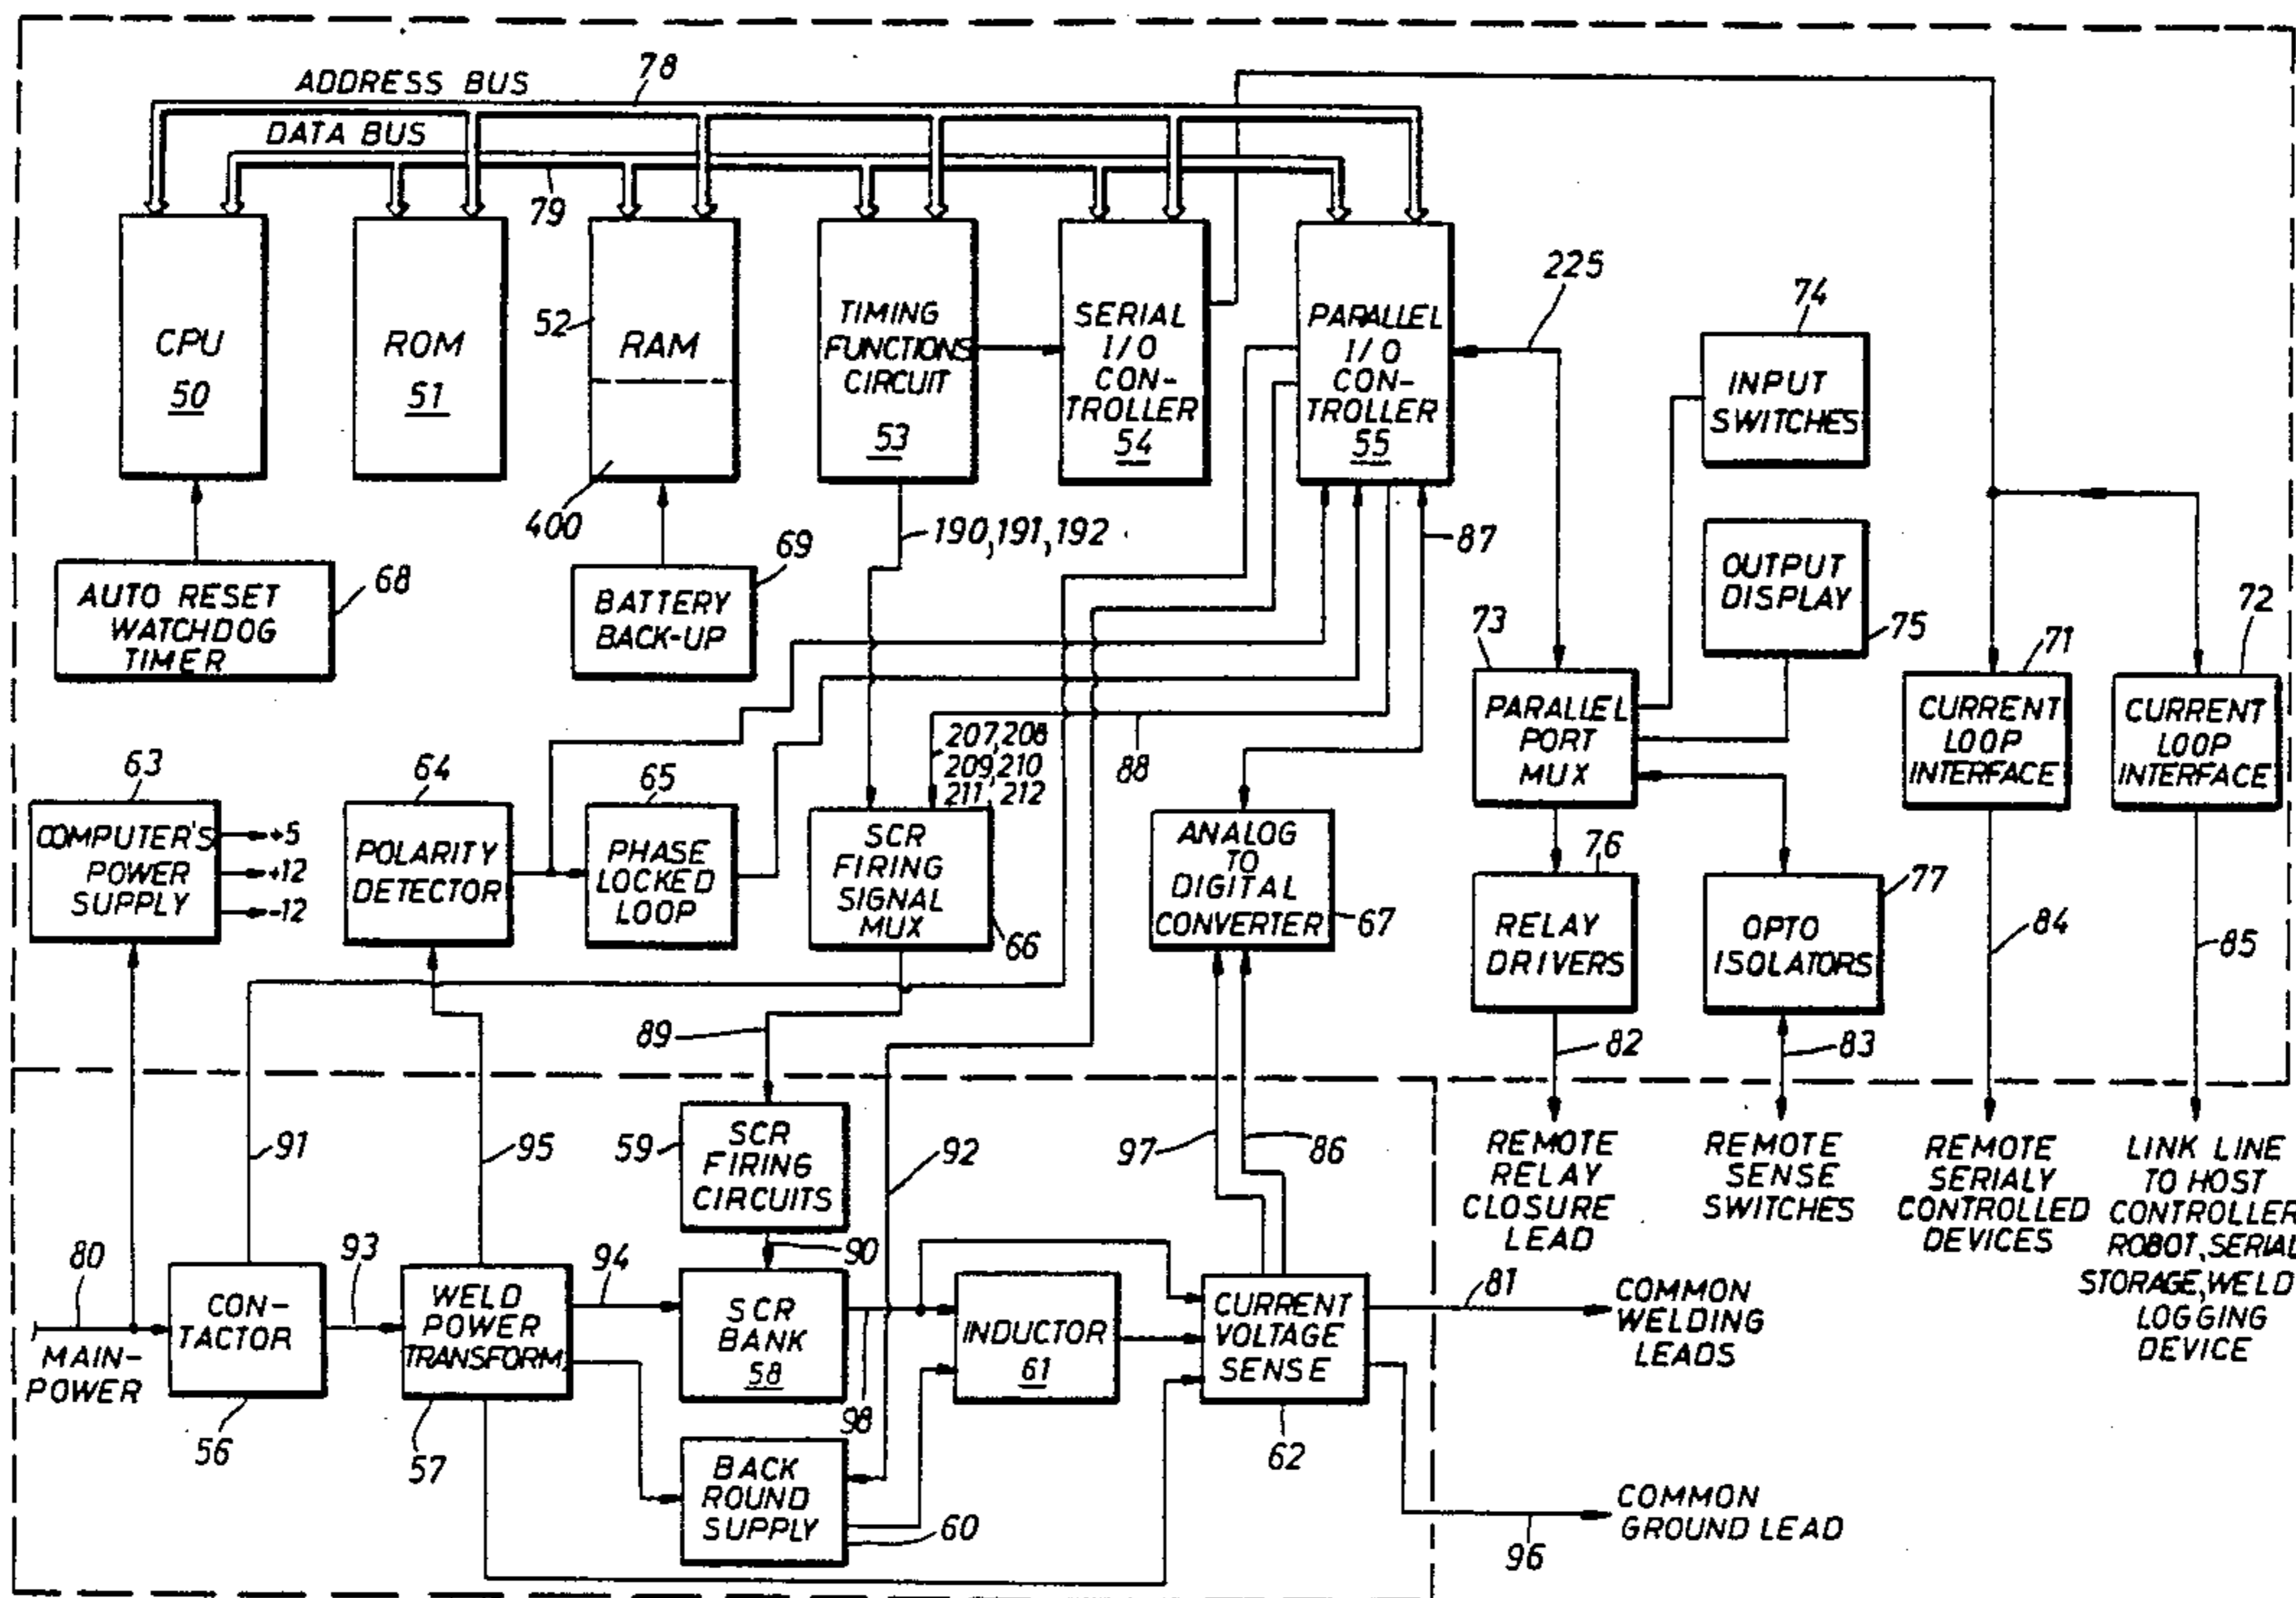 ADDRESS BUS
78
DATA BUS
79
CPU
50
ROM
51
52
RAM
400
TIMING
FUNCTIONS
CIRCUIT
53
SERIAL
I/O
CON-
TROLLER
54
PARALLEL
I/O
CON-
TROLLER
55
225
74
INPUT
SWITCHES
AUTO RESET
WATCHDOG
TIMER
68
BATTERY
BACK-UP
69
190,191,192
87
OUTPUT
DISPLAY
75
73
PARALLEL
PORT
MUX
71
CURRENT
LOOP
INTERFACE
72
CURRENT
LOOP
INTERFACE
63
COMPUTER'S
POWER
SUPPLY
+5
+12
-12
64
POLARITY
DETECTOR
65
PHASE
LOCKED
LOOP
207,208
209,210
211,212
88
SCR
FIRING
SIGNAL
MUX
66
ANALOG
TO
DIGITAL
CONVERTER
67
76
RELAY
DRIVERS
77
OPTO
ISOLATORS
84
85
89
82
83
91
95
59
SCR
FIRING
CIRCUITS
92
97
86
REMOTE
RELAY
CLOSURE
LEAD
REMOTE
SENSE
SWITCHES
REMOTE
SERIALY
CONTROLLED
DEVICES
LINK LINE
TO HOST
CONTROLLER
ROBOT,SERIAL
STORAGE,WELD
LOGGING
DEVICE
80
MAIN-
POWER
CON-
TACTOR
56
93
WELD
POWER
TRANSFORM.
57
94
90
SCR
BANK
58
98
INDUCTOR
61
CURRENT
VOLTAGE
SENSE
62
81
COMMON
WELDING
LEADS
BACK
ROUND
SUPPLY
60
96
COMMON
GROUND LEAD